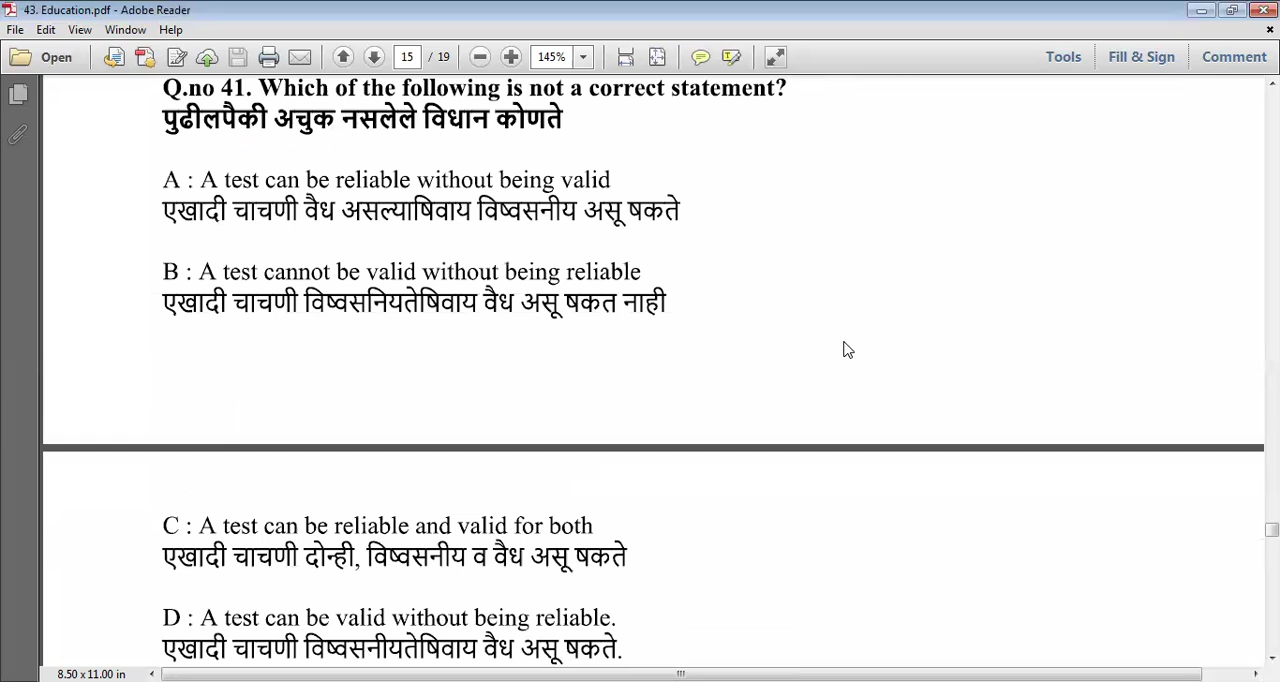 43. Education.pdf - Adobe Reader
File Edit View Window Help
Open 15 / 19 145% Tools Fill & Sign Comment
Q.no 41. Which of the following is not a correct statement?
पुढीलपैकी अचुक नसलेले विधान कोणते
A : A test can be reliable without being valid
एखादी चाचणी वैध असल्याषिवाय विष्वसनीय असू षकते
B : A test cannot be valid without being reliable
एखादी चाचणी विष्वसनियतेषिवाय वैध असू षकत नाही
C : A test can be reliable and valid for both
एखादी चाचणी दोन्ही, विष्वसनीय व वैध असू षकते
D : A test can be valid without being reliable.
एखादी चाचणी विष्वसनीयतेषिवाय वैध असू षकते.
8.50 x 11.00 in